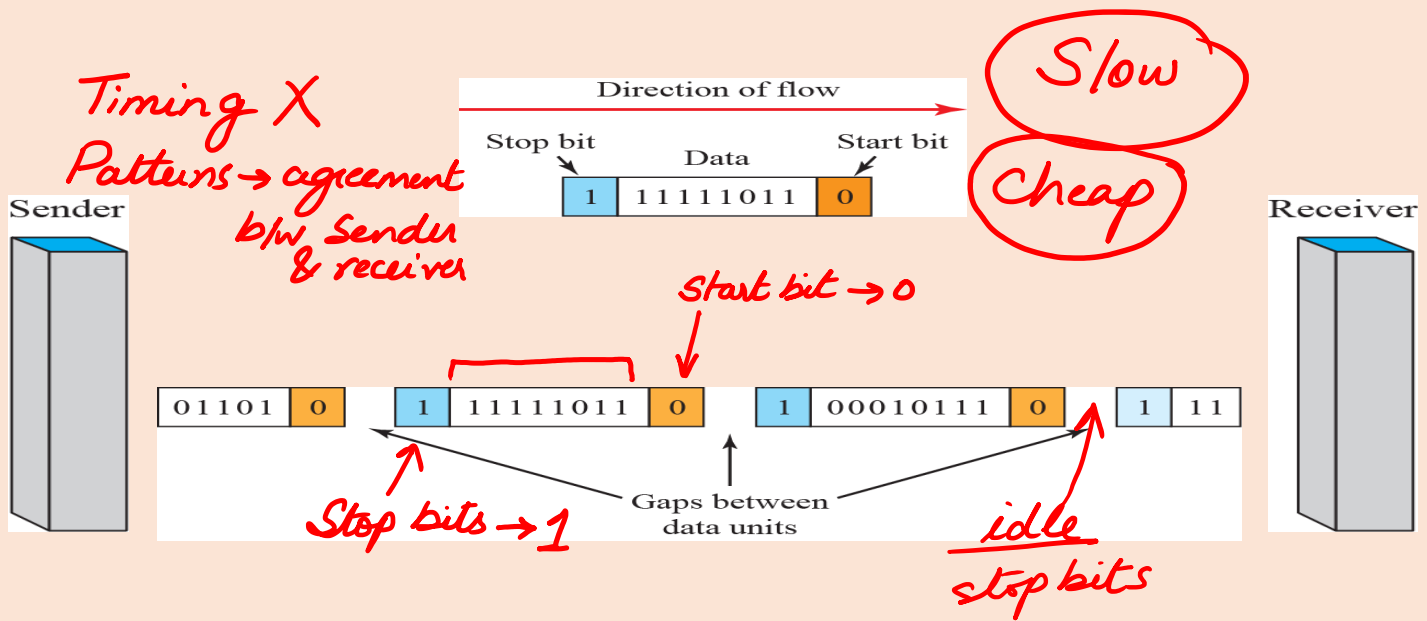 Timing X
Patterns → agreement
b/w Sender
& receiver
Direction of flow
Stop bit
Data
Start bit
1 11111011 0
Slow
Cheap
Sender
Receiver
Start bit → 0
01101 0 1 11111011 0 1 00010111 0 1 11
Stop bits → 1
Gaps between
data units
idle
stop bits